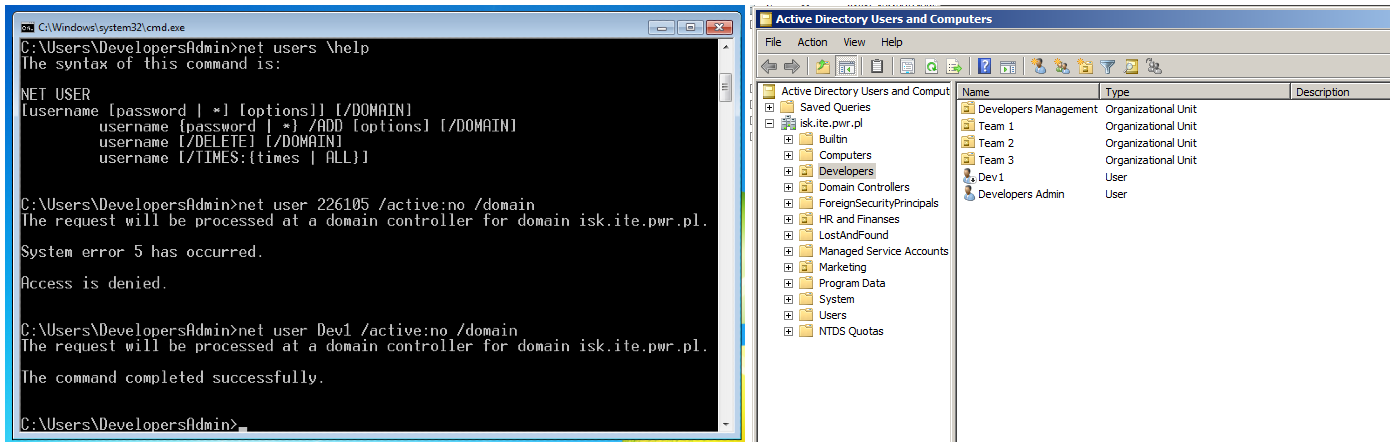 C:\Windows\system32\cmd.exe
C:\Users\DevelopersAdmin>net users \help
The syntax of this command is:
NET USER
[username [password | *] [options]] [/DOMAIN]
username {password | *} /ADD [options] [/DOMAIN]
username [/DELETE] [/DOMAIN]
username [/TIMES:{times | ALL}]
C:\Users\DevelopersAdmin>net user 226105 /active:no /domain
The request will be processed at a domain controller for domain isk.ite.pwr.pl.
System error 5 has occurred.
Access is denied.
C:\Users\DevelopersAdmin>net user Dev1 /active:no /domain
The request will be processed at a domain controller for domain isk.ite.pwr.pl.
The command completed successfully.
C:\Users\DevelopersAdmin>_
Active Directory Users and Computers
File Action View Help
Active Directory Users and Comput
Saved Queries
isk.ite.pwr.pl
Builtin
Computers
Developers
Domain Controllers
ForeignSecurityPrincipals
HR and Finanses
LostAndFound
Managed Service Accounts
Marketing
Program Data
System
Users
NTDS Quotas
Name Type Description
Developers Management Organizational Unit
Team 1 Organizational Unit
Team 2 Organizational Unit
Team 3 Organizational Unit
Dev1 User
Developers Admin User